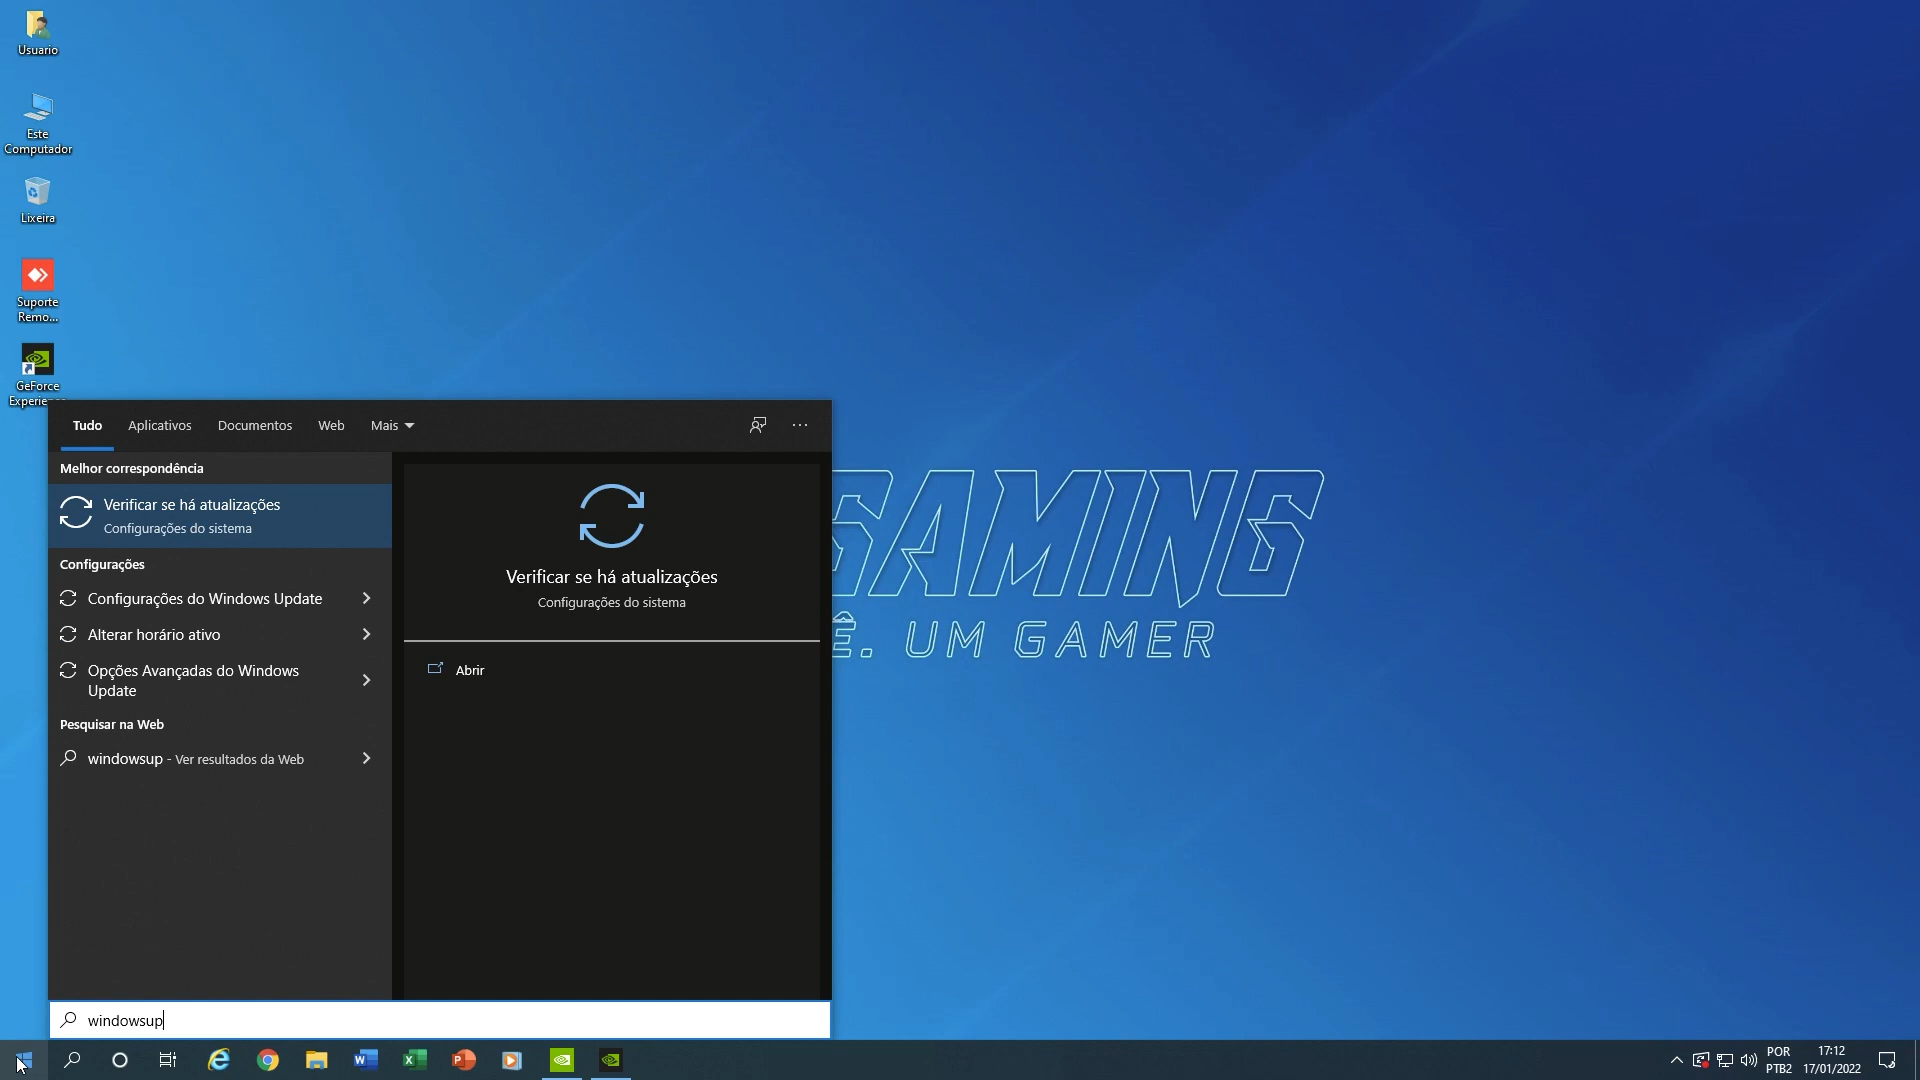 Usuario
Este
Computador
Lixeira
Suporte
Remo...
GeForce
Tudo
Aplicativos
Documentos
Web
Mais
Melhor correspondência
Verificar se há atualizações
Configurações do sistema
Configurações
Configurações do Windows Update
Alterar horário ativo
Opções Avançadas do Windows
Update
Pesquisar na Web
windowsup - Ver resultados da Web
Verificar se há atualizações
Configurações do sistema
Abrir
windowsup
GAMING
Ê. UM GAMER
POR
PTB2
17:12
17/01/2022